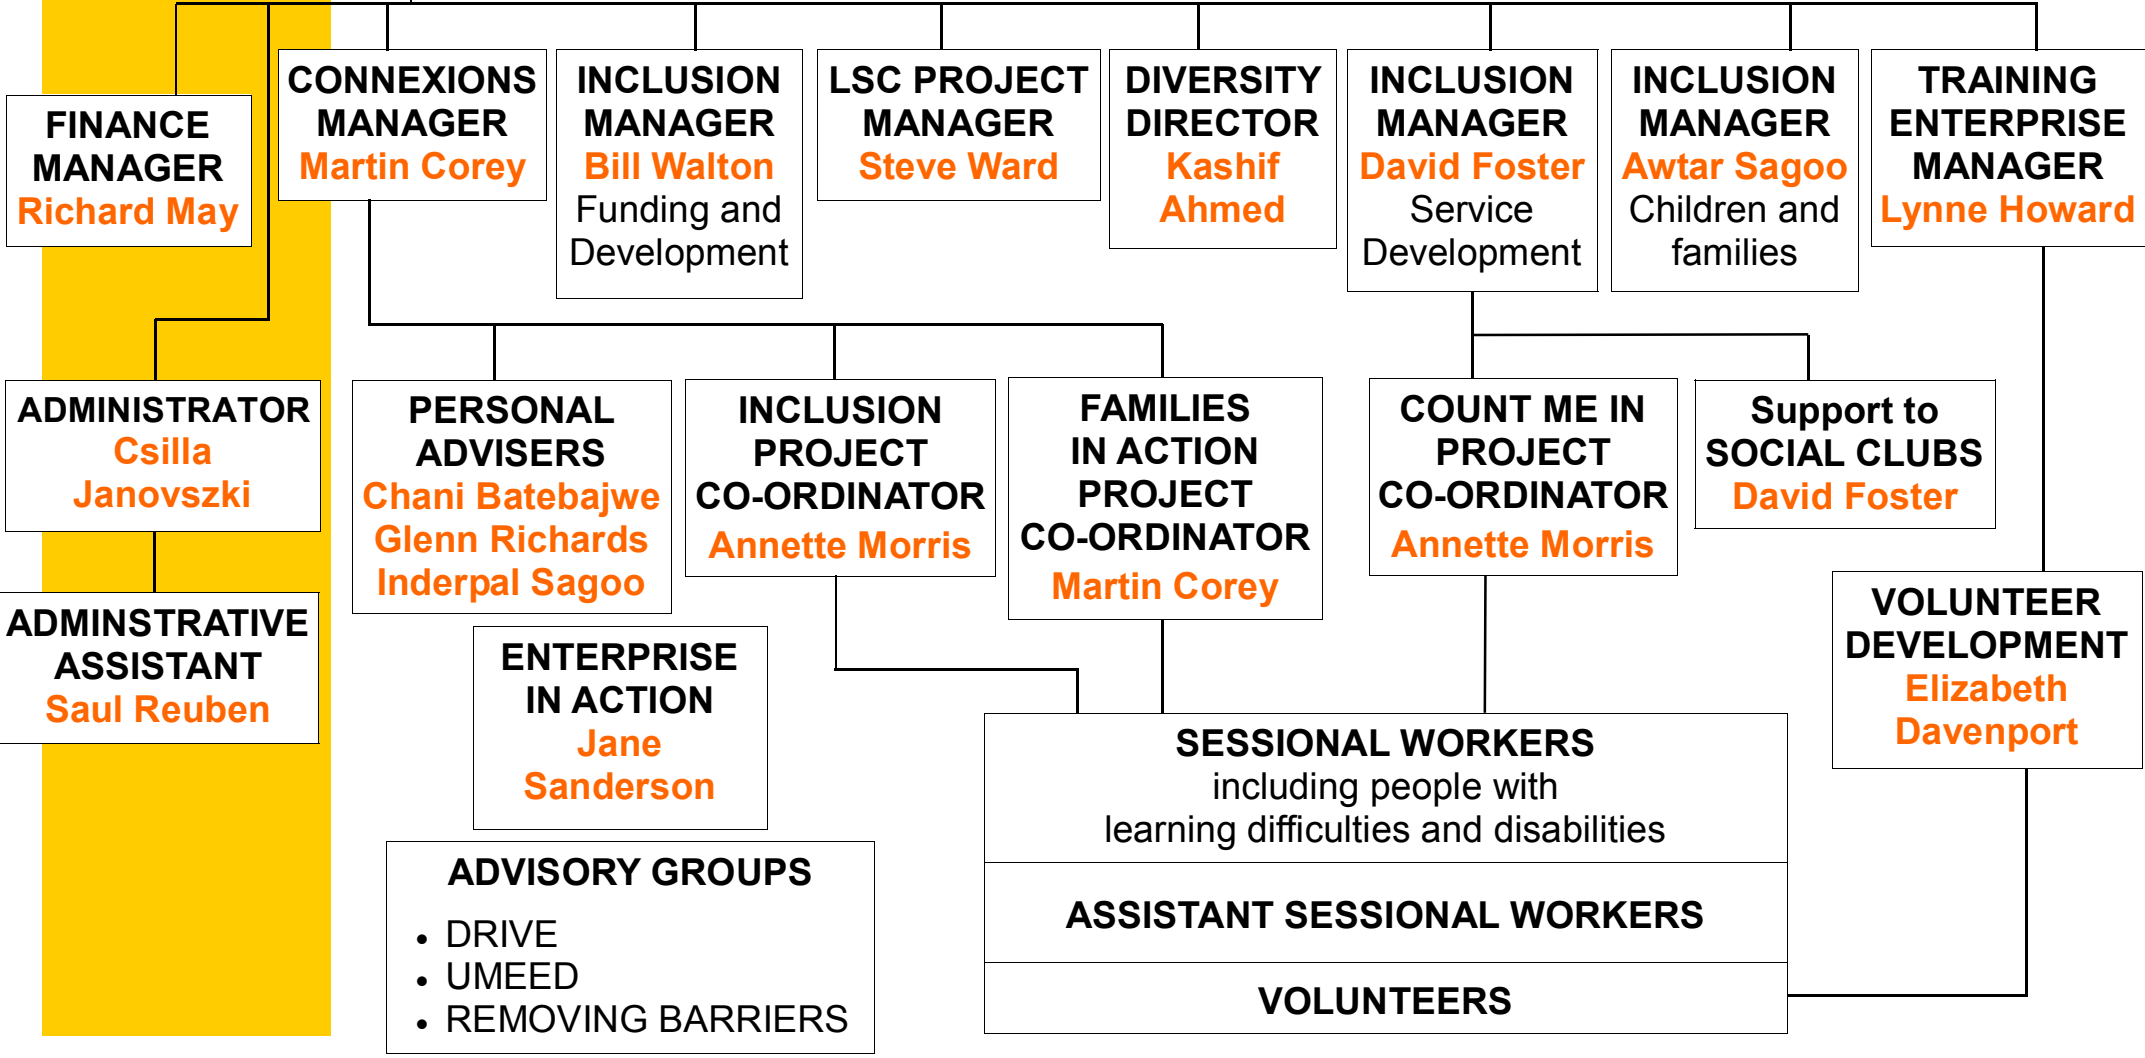 FINANCE
MANAGER
Richard May
CONNEXIONS
MANAGER
Martin Corey
INCLUSION
MANAGER
Bill Walton
Funding and
Development
LSC PROJECT
MANAGER
Steve Ward
DIVERSITY
DIRECTOR
Kashif
Ahmed
INCLUSION
MANAGER
David Foster
Service
Development
INCLUSION
MANAGER
Awtar Sagoo
Children and
families
TRAINING
ENTERPRISE
MANAGER
Lynne Howard
ADMINISTRATOR
Csilla
Janovszki
PERSONAL
ADVISERS
Chani Batebajwe
Glenn Richards
Inderpal Sagoo
INCLUSION
PROJECT
CO-ORDINATOR
Annette Morris
FAMILIES
IN ACTION
PROJECT
CO-ORDINATOR
Martin Corey
COUNT ME IN
PROJECT
CO-ORDINATOR
Annette Morris
Support to
SOCIAL CLUBS
David Foster
ADMINSTRATIVE
ASSISTANT
Saul Reuben
ENTERPRISE
IN ACTION
Jane
Sanderson
VOLUNTEER
DEVELOPMENT
Elizabeth
Davenport
SESSIONAL WORKERS
including people with
learning difficulties and disabilities
ASSISTANT SESSIONAL WORKERS
VOLUNTEERS
ADVISORY GROUPS
• DRIVE
• UMEED
• REMOVING BARRIERS